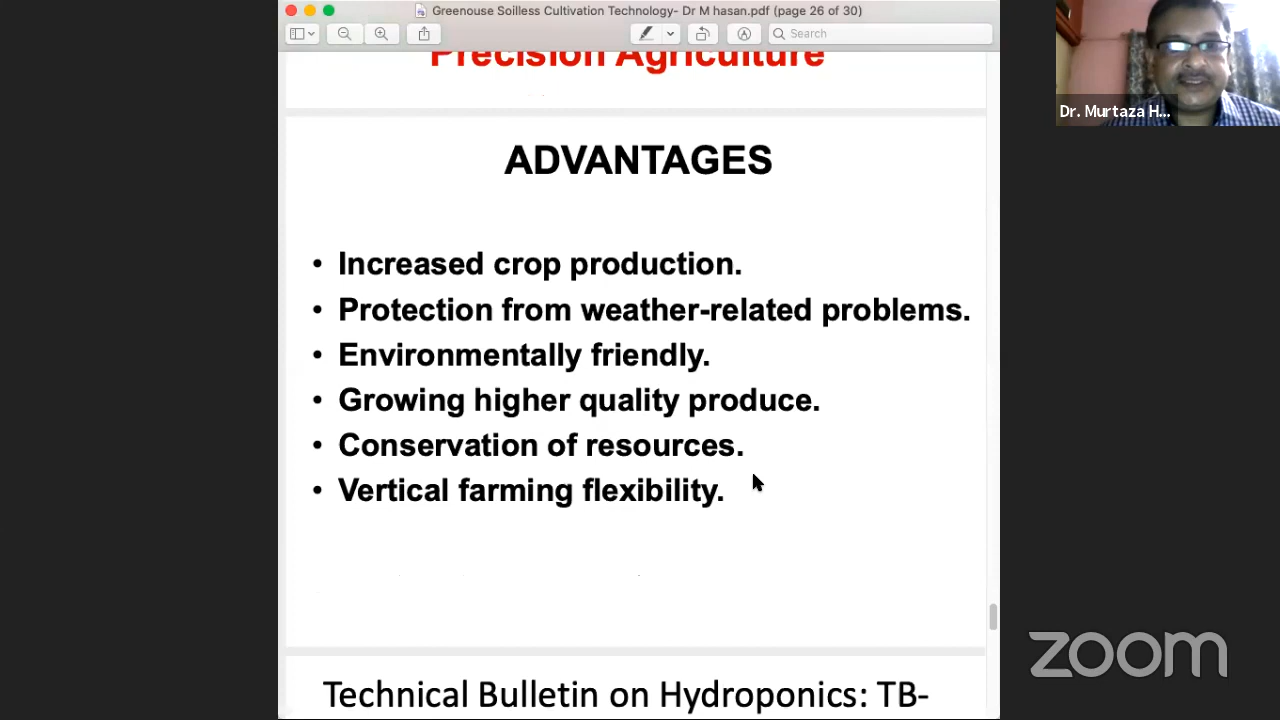 Greenouse Soilless Cultivation Technology- Dr M hasan.pdf (page 26 of 30)
Search
Precision Agriculture
Dr. Murtaza H...
ADVANTAGES
• Increased crop production.
• Protection from weather-related problems.
• Environmentally friendly.
• Growing higher quality produce.
• Conservation of resources.
• Vertical farming flexibility.
zoom
Technical Bulletin on Hydroponics: TB-